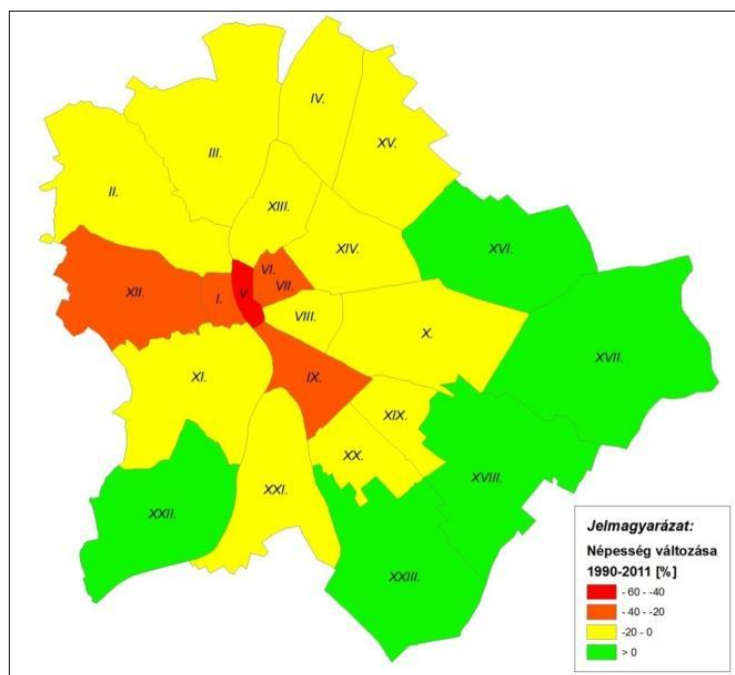 IV.
XV.
III.
II.
XIII.
XIV.
XVI.
VI.
XII.
I.
V.
VII.
VIII.
X.
XVII.
XI.
IX.
XIX.
XX.
XVIII.
XXI.
XXII.
XXIII.
Jelmagyarázat:
Népesség változása
1990-2011 [%]
- 60 - -40
- 40 - -20
-20 - 0
> 0